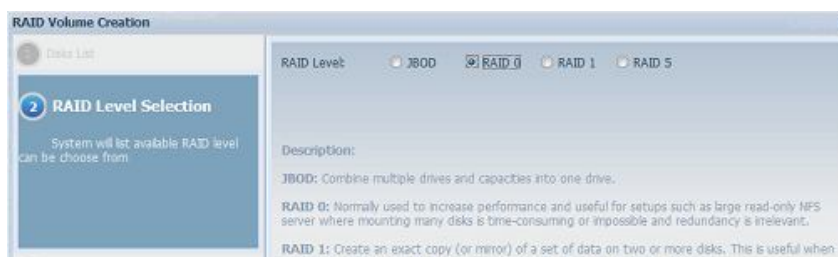 RAID Volume Creation
Disks List
2 RAID Level Selection
System will list available RAID level
can be choose from
RAID Level: JBOD RAID 0 RAID 1 RAID 5
Description:
JBOD: Combine multiple drives and capacities into one drive.
RAID 0: Normally used to increase performance and useful for setups such as large read-only NFS
server where mounting many disks is time-consuming or impossible and redundancy is irrelevant.
RAID 1: Create an exact copy (or mirror) of a set of data on two or more disks. This is useful when